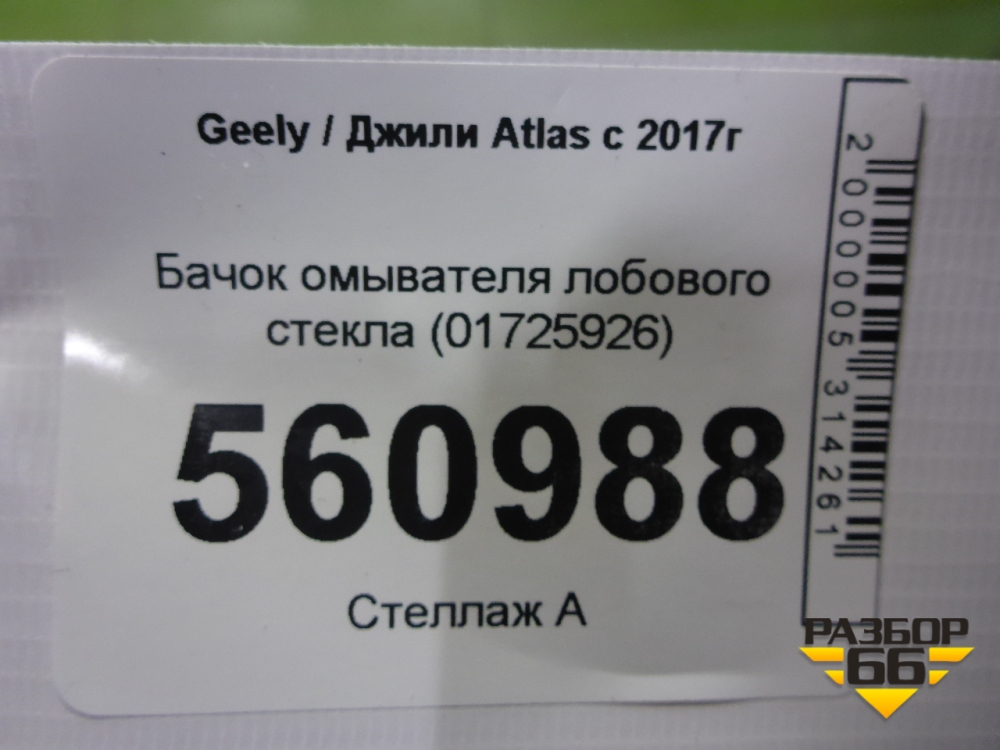 Geely / Джили Atlas с 2017г
Бачок омывателя лобового
стекла (01725926)
560988
Стеллаж А
2000005314261
РАЗБОР
66